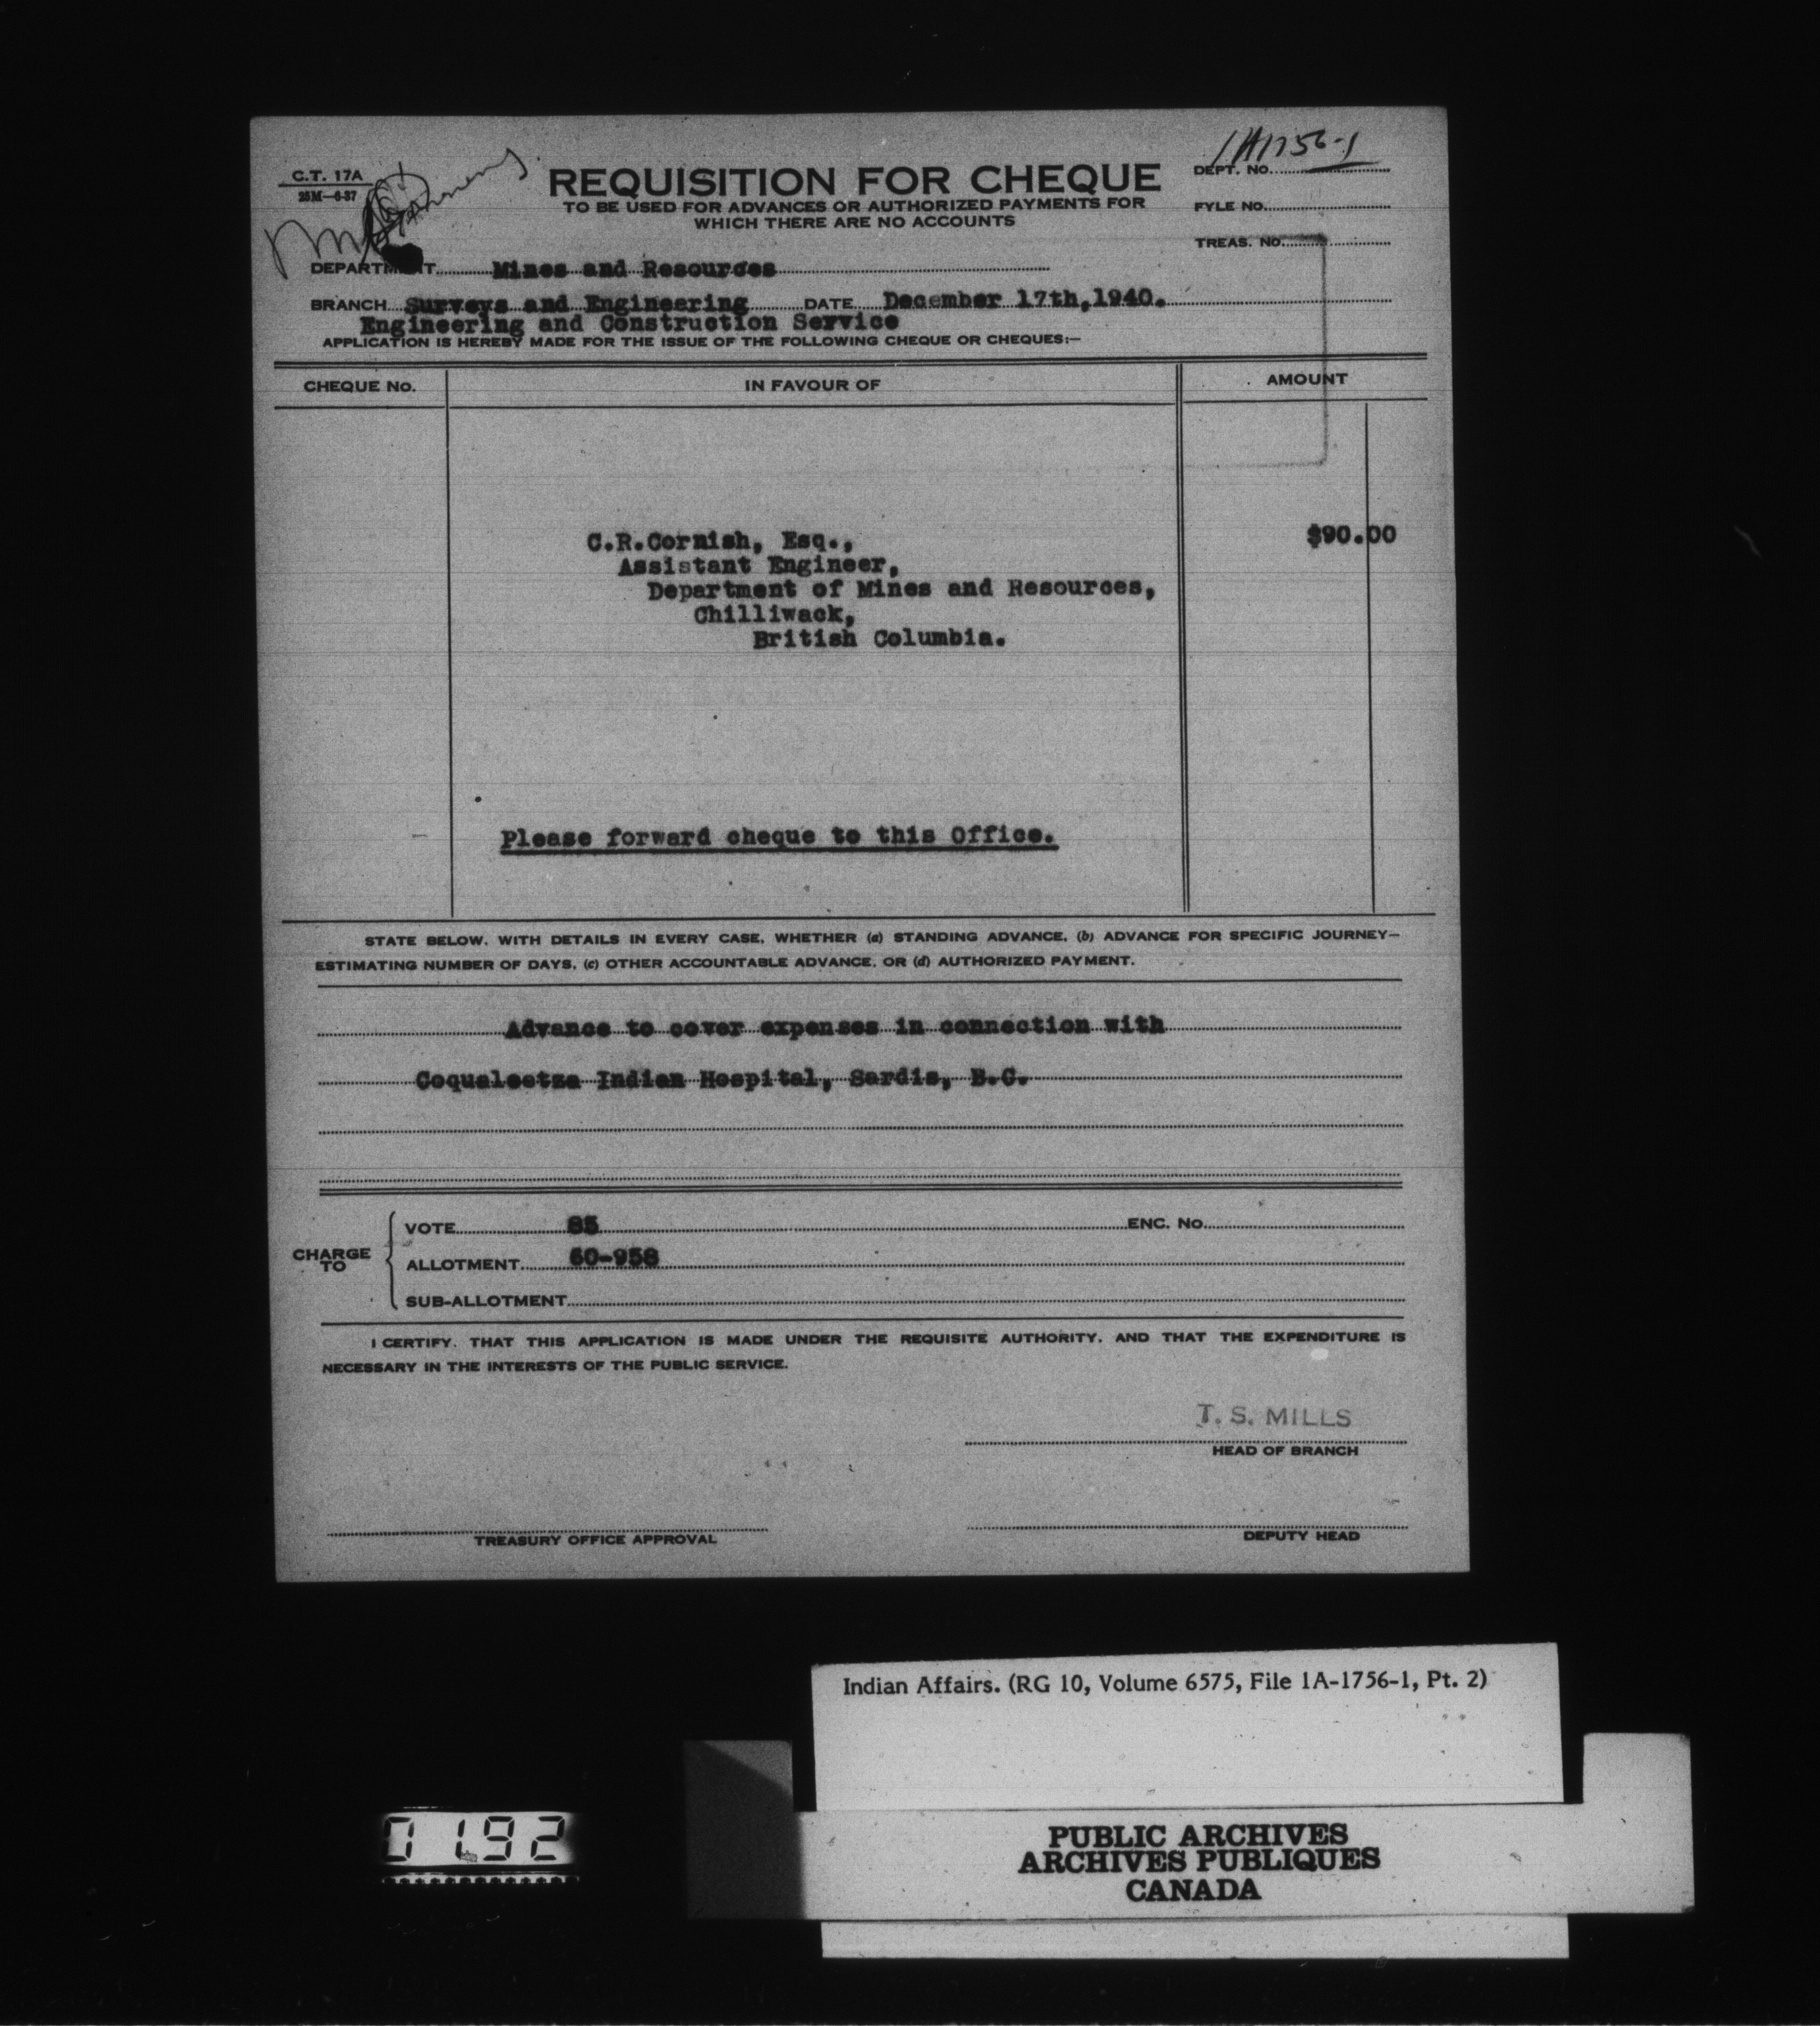 1A1756-1
C.T. 17A
25M—6-37
REQUISITION FOR CHEQUE
DEPT. NO.
TO BE USED FOR ADVANCES OR AUTHORIZED PAYMENTS FOR
WHICH THERE ARE NO ACCOUNTS
FYLE NO.
TREAS. NO.
DEPARTMENT Mines and Resources
BRANCH Surveys and Engineering DATE December 17th,1940.
Engineering and Construction Service
APPLICATION IS HEREBY MADE FOR THE ISSUE OF THE FOLLOWING CHEQUE OR CHEQUES:—
CHEQUE No. IN FAVOUR OF AMOUNT
C.R.Cornish, Esq., $90.00
Assistant Engineer,
Department of Mines and Resources,
Chilliwack,
British Columbia.
Please forward cheque to this Office.
STATE BELOW, WITH DETAILS IN EVERY CASE, WHETHER (a) STANDING ADVANCE, (b) ADVANCE FOR SPECIFIC JOURNEY—
ESTIMATING NUMBER OF DAYS, (c) OTHER ACCOUNTABLE ADVANCE, OR (d) AUTHORIZED PAYMENT.
Advance to cover expenses in connection with
Coqualeetza Indian Hospital, Sardis, B.C.
CHARGE TO
VOTE 85 ENC. No.
ALLOTMENT 60-958
SUB-ALLOTMENT
I CERTIFY, THAT THIS APPLICATION IS MADE UNDER THE REQUISITE AUTHORITY, AND THAT THE EXPENDITURE IS
NECESSARY IN THE INTERESTS OF THE PUBLIC SERVICE.
T. S. MILLS
HEAD OF BRANCH
TREASURY OFFICE APPROVAL DEPUTY HEAD
Indian Affairs. (RG 10, Volume 6575, File 1A-1756-1, Pt. 2)
0192
PUBLIC ARCHIVES
ARCHIVES PUBLIQUES
CANADA